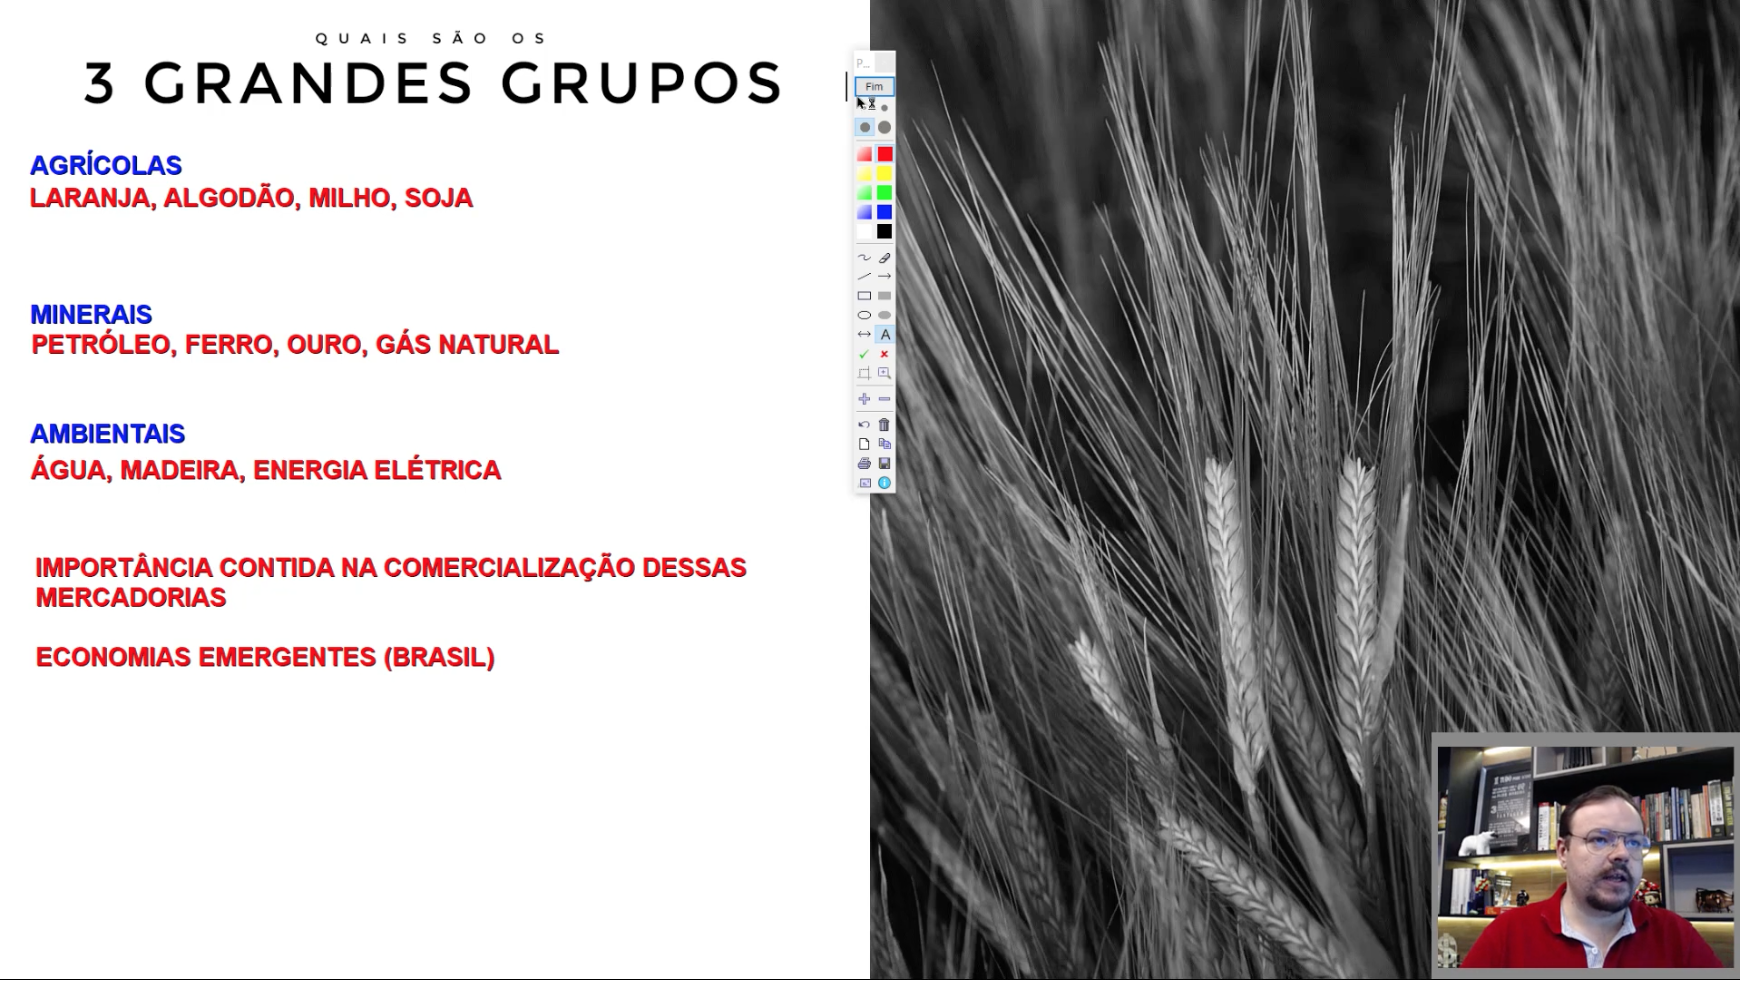 QUAIS SÃO OS
3 GRANDES GRUPOS
AGRÍCOLAS
LARANJA, ALGODÃO, MILHO, SOJA
MINERAIS
PETRÓLEO, FERRO, OURO, GÁS NATURAL
AMBIENTAIS
ÁGUA, MADEIRA, ENERGIA ELÉTRICA
IMPORTÂNCIA CONTIDA NA COMERCIALIZAÇÃO DESSAS
MERCADORIAS
ECONOMIAS EMERGENTES (BRASIL)
P...
Fim
A